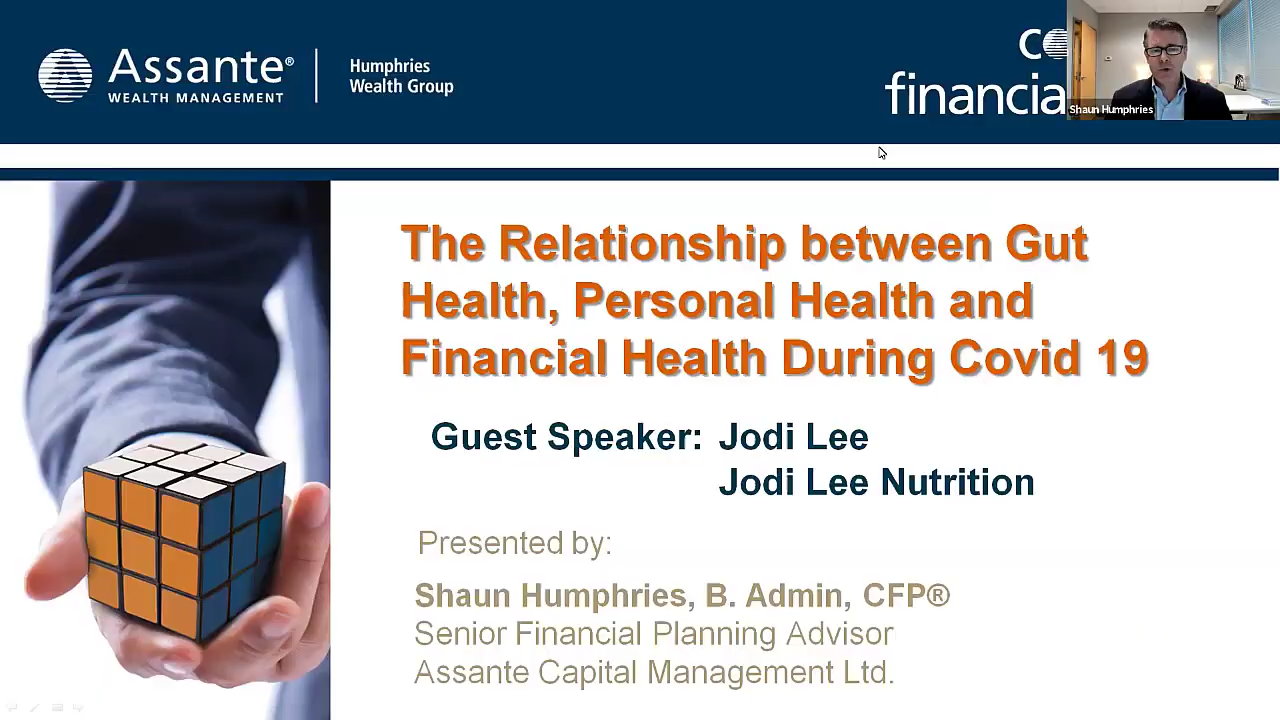 Assante®
WEALTH MANAGEMENT
Humphries
Wealth Group
financia
Shaun Humphries
The Relationship between Gut
Health, Personal Health and
Financial Health During Covid 19
Guest Speaker: Jodi Lee
Jodi Lee Nutrition
Presented by:
Shaun Humphries, B. Admin, CFP®
Senior Financial Planning Advisor
Assante Capital Management Ltd.